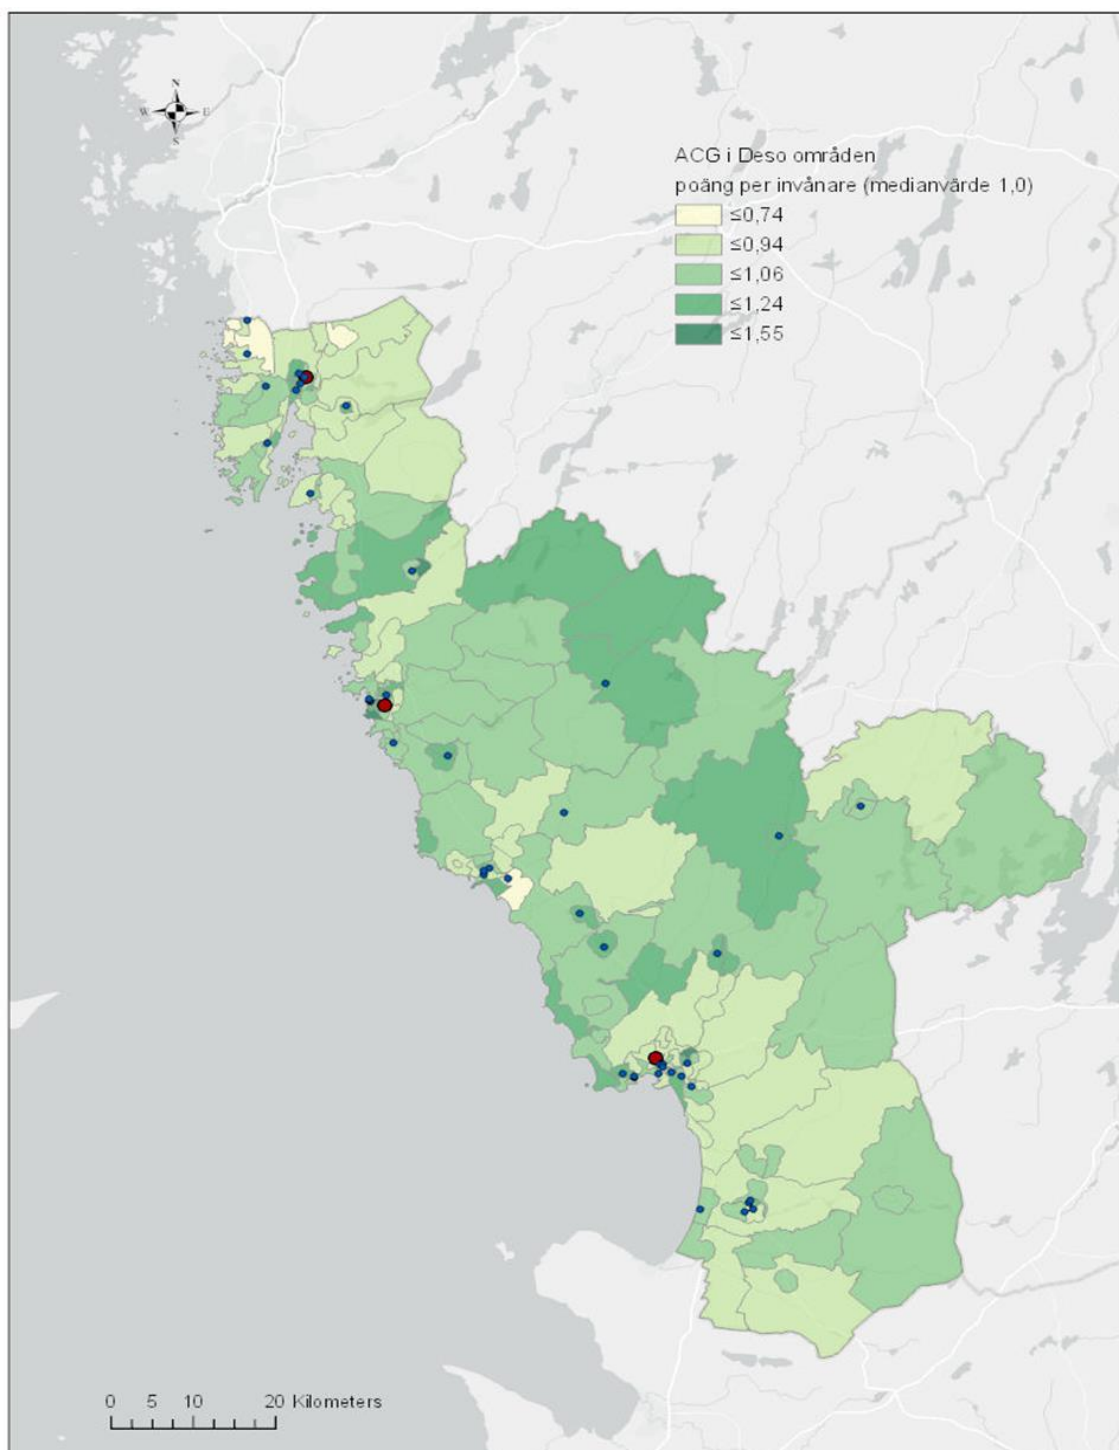 N
W E
S
ACG i Deso områden
poäng per invånare (medianvärde 1,0)
≤0,74
≤0,94
≤1,06
≤1,24
≤1,55
0 5 10 20 Kilometers